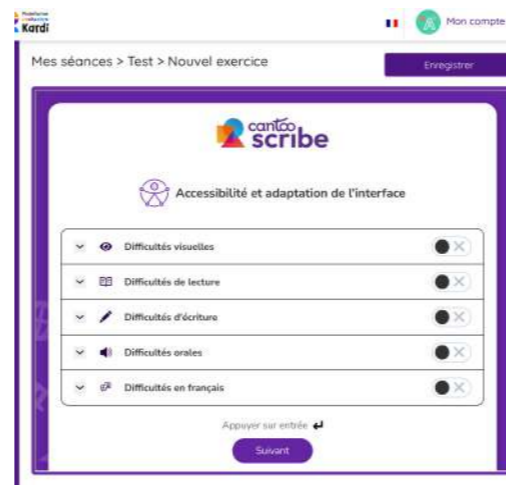 Kardi
Mon compte
Mes séances > Test > Nouvel exercice
Enregistrer
cantoo
scribe
Accessibilité et adaptation de l'interface
Difficultés visuelles
Difficultés de lecture
Difficultés d'écriture
Difficultés orales
Difficultés en français
Appuyer sur entrée ↵
Suivant